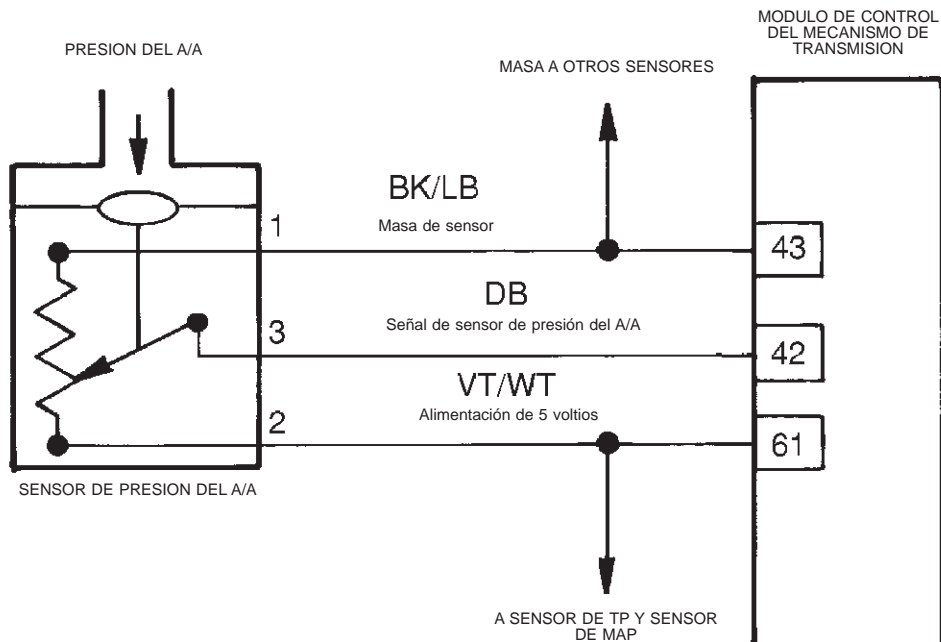 MODULO DE CONTROL
DEL MECANISMO DE
TRANSMISION
PRESION DEL A/A
MASA A OTROS SENSORES
BK/LB
Masa de sensor
1
43
DB
Señal de sensor de presión del A/A
3
42
VT/WT
Alimentación de 5 voltios
2
61
SENSOR DE PRESION DEL A/A
A SENSOR DE TP Y SENSOR
DE MAP